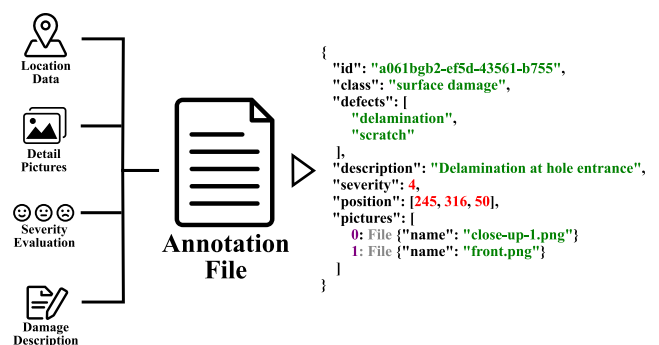 Location
Data
Detail
Pictures
Severity
Evaluation
Damage
Description
Annotation
File
{
"id": "a061bgb2-ef5d-43561-b755",
"class": "surface damage",
"defects": [
"delamination",
"scratch"
],
"description": "Delamination at hole entrance",
"severity": 4,
"position": [245, 316, 50],
"pictures": [
0: File {"name": "close-up-1.png"}
1: File {"name": "front.png"}
]
}